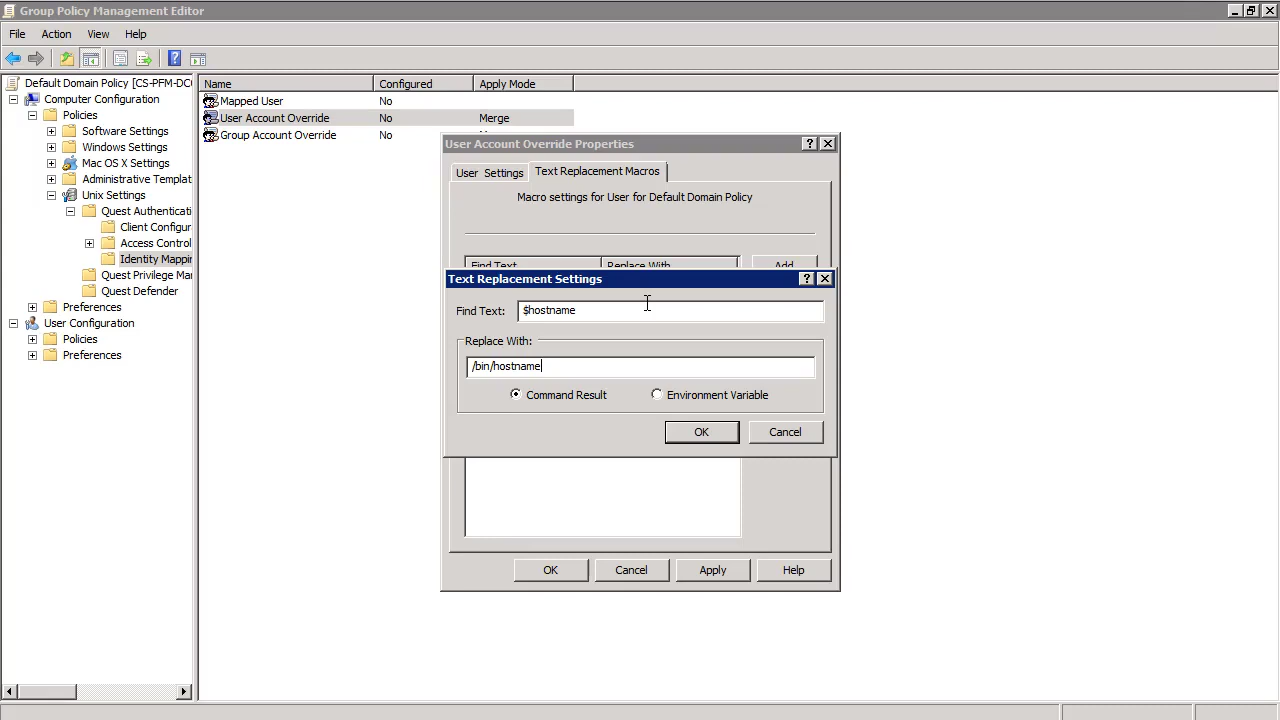 Group Policy Management Editor
File Action View Help
Default Domain Policy [CS-PFM-DC
Computer Configuration
Policies
Software Settings
Windows Settings
Mac OS X Settings
Administrative Templat
Unix Settings
Quest Authenticati
Client Configur
Access Control
Identity Mappin
Quest Privilege Ma
Quest Defender
Preferences
User Configuration
Policies
Preferences
Name Configured Apply Mode
Mapped User No
User Account Override No Merge
Group Account Override No
User Account Override Properties
User Settings Text Replacement Macros
Macro settings for User for Default Domain Policy
Find Text Replace With Add
Text Replacement Settings
Find Text: $hostname
Replace With:
/bin/hostname
Command Result Environment Variable
OK Cancel
OK Cancel Apply Help